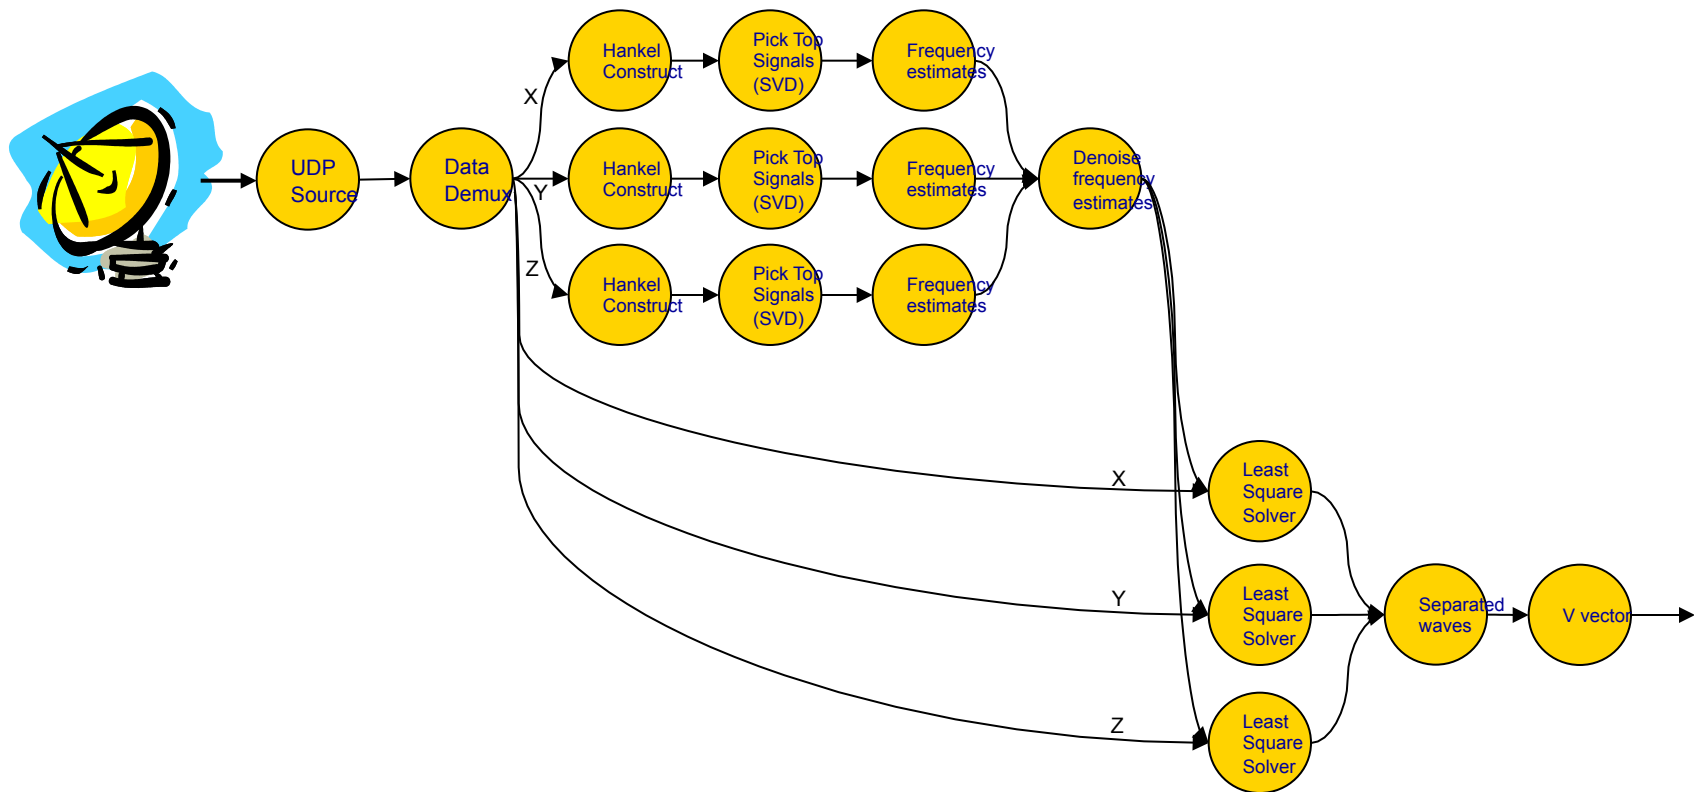 UDP
Source
Data
Demux
X
Y
Z
Hankel
Construct
Pick Top
Signals
(SVD)
Frequency
estimates
Hankel
Construct
Pick Top
Signals
(SVD)
Frequency
estimates
Hankel
Construct
Pick Top
Signals
(SVD)
Frequency
estimates
Denoise
frequency
estimates
X
Least
Square
Solver
Y
Least
Square
Solver
Z
Least
Square
Solver
Separated
waves
V vector